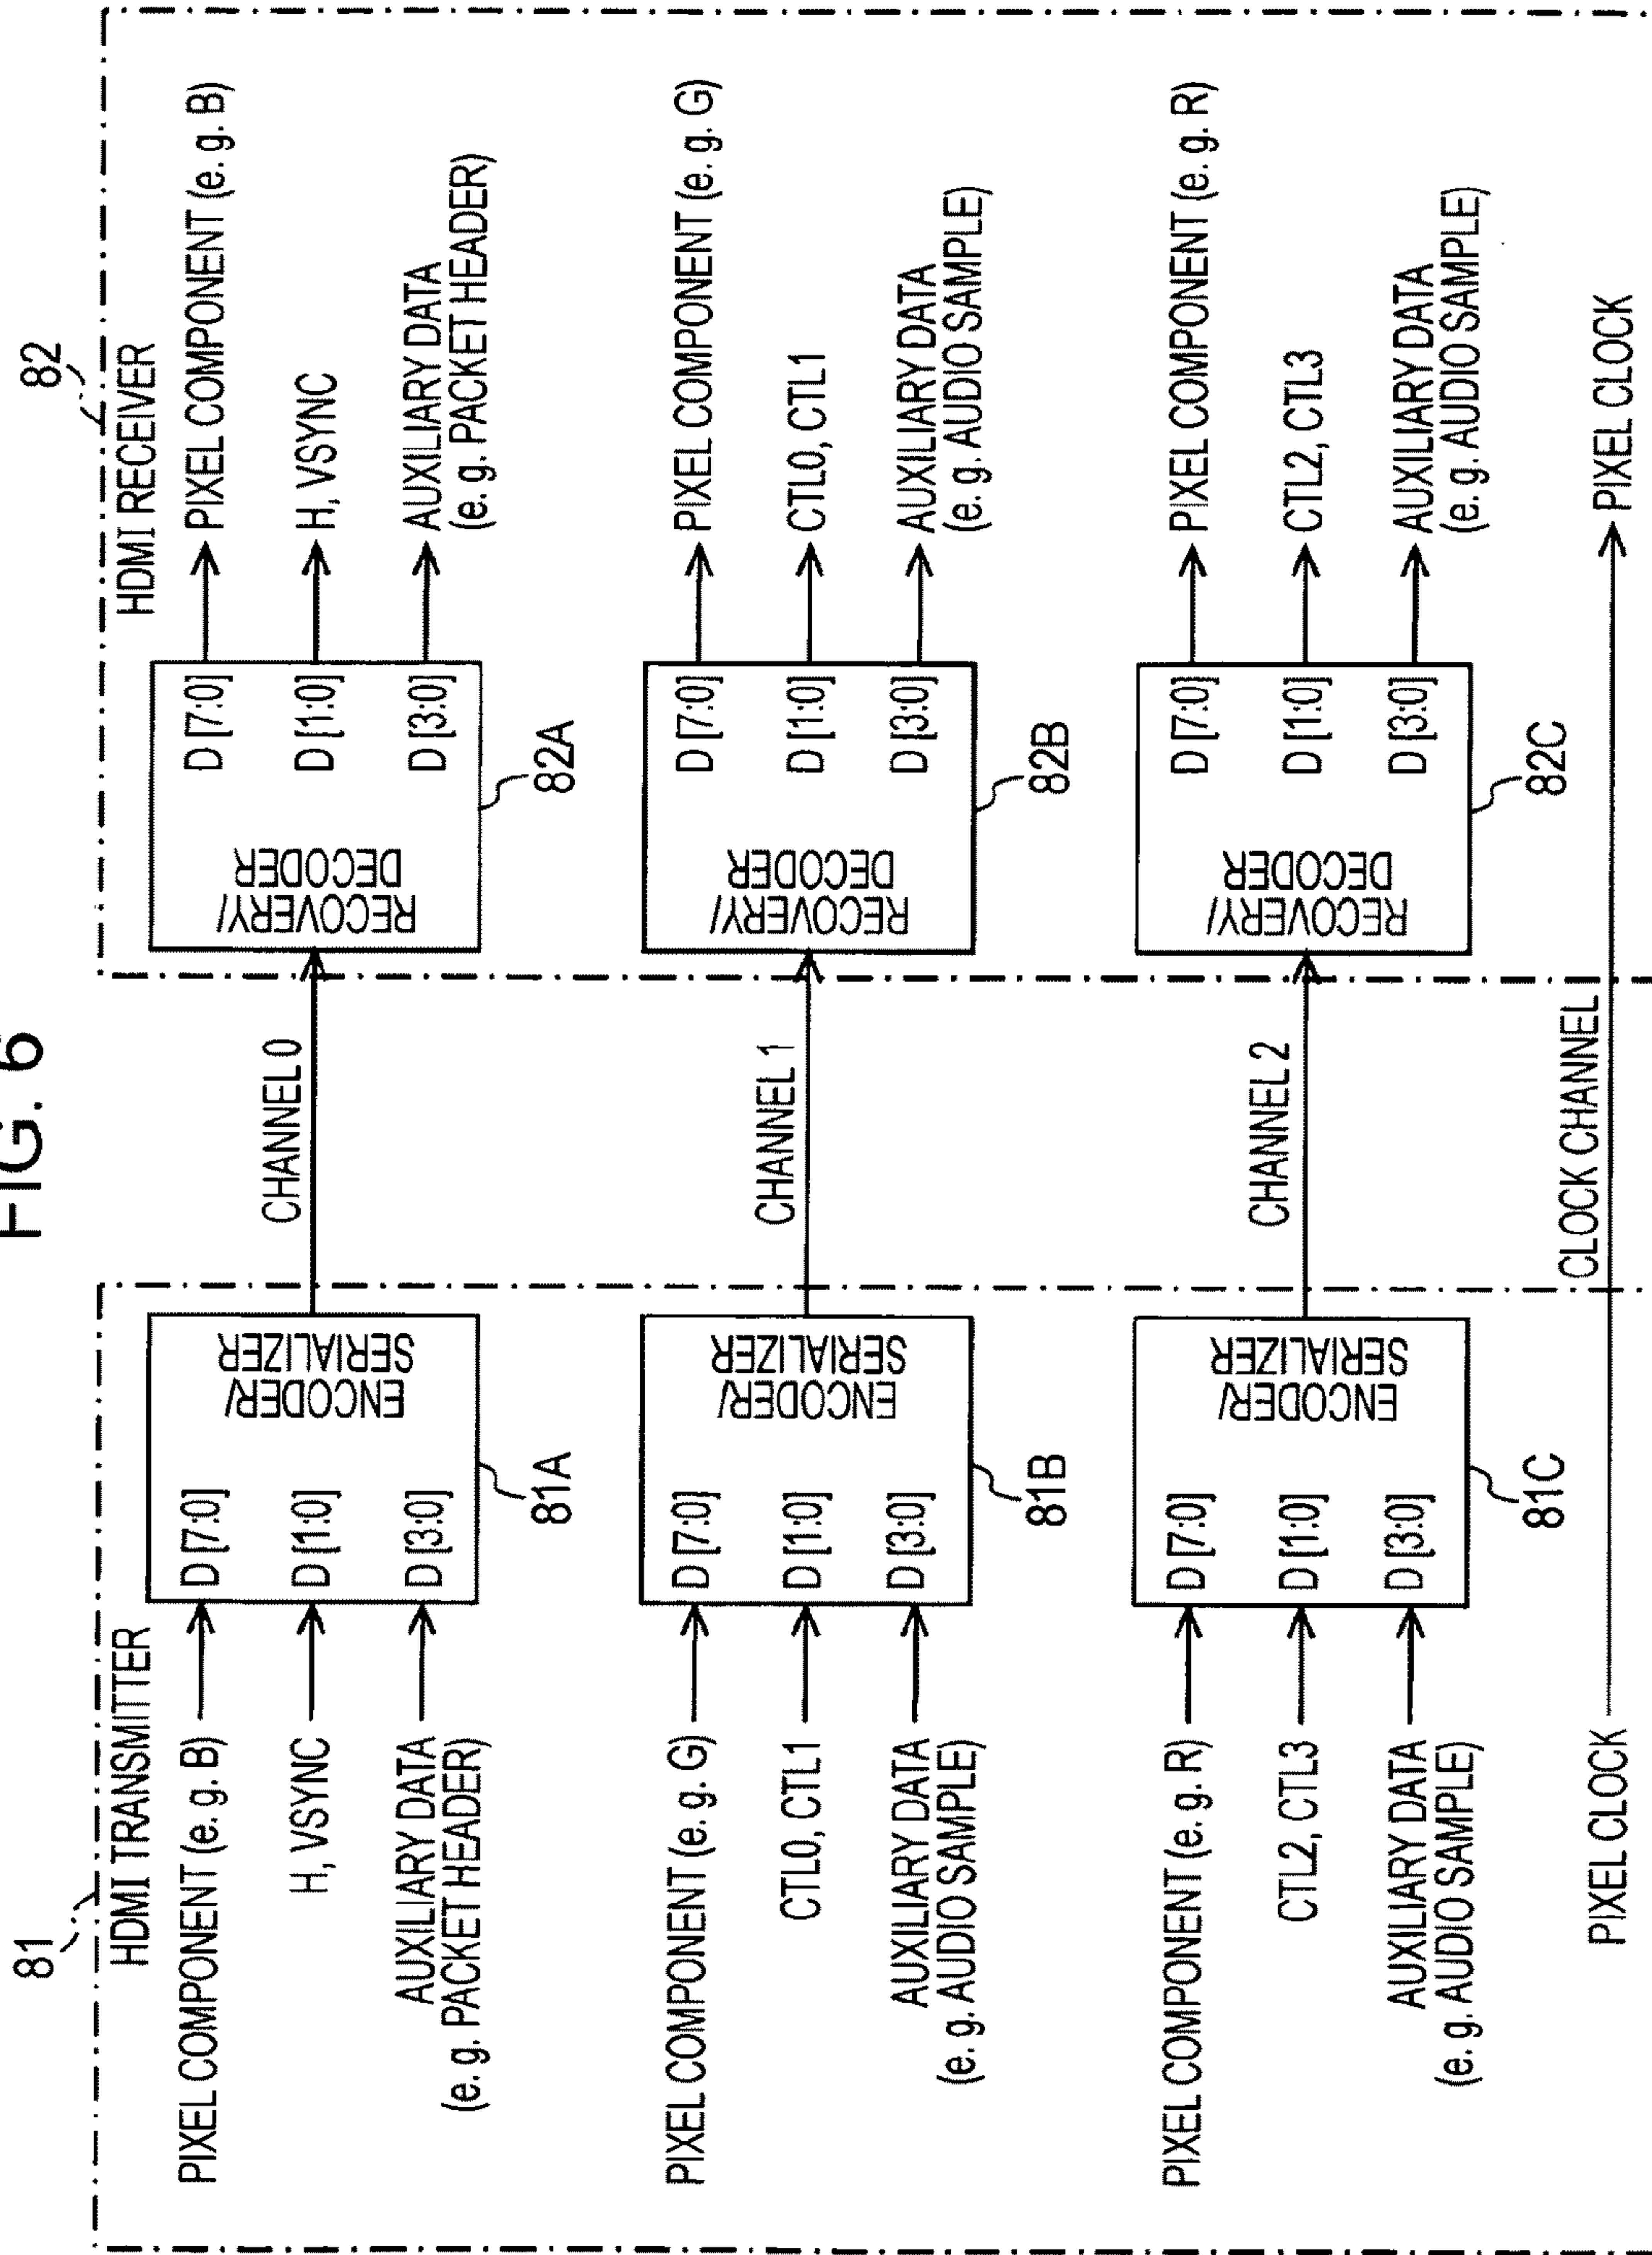 FIG. 6
81
HDMI TRANSMITTER
PIXEL COMPONENT (e. g. B)
H, VSYNC
AUXILIARY DATA
(e. g. PACKET HEADER)
D [7:0]
D [1:0]
D [3:0]
ENCODER/
SERIALIZER
81A
CHANNEL 0
82
HDMI RECEIVER
RECOVERY/
DECODER
D [7:0]
D [1:0]
D [3:0]
82A
PIXEL COMPONENT (e. g. B)
H, VSYNC
AUXILIARY DATA
(e. g. PACKET HEADER)
PIXEL COMPONENT (e. g. G)
CTL0, CTL1
AUXILIARY DATA
(e. g. AUDIO SAMPLE)
D [7:0]
D [1:0]
D [3:0]
ENCODER/
SERIALIZER
81B
CHANNEL 1
RECOVERY/
DECODER
D [7:0]
D [1:0]
D [3:0]
82B
PIXEL COMPONENT (e. g. G)
CTL0, CTL1
AUXILIARY DATA
(e. g. AUDIO SAMPLE)
PIXEL COMPONENT (e. g. R)
CTL2, CTL3
AUXILIARY DATA
(e. g. AUDIO SAMPLE)
D [7:0]
D [1:0]
D [3:0]
ENCODER/
SERIALIZER
81C
CHANNEL 2
RECOVERY/
DECODER
D [7:0]
D [1:0]
D [3:0]
82C
PIXEL COMPONENT (e. g. R)
CTL2, CTL3
AUXILIARY DATA
(e. g. AUDIO SAMPLE)
PIXEL CLOCK
CLOCK CHANNEL
PIXEL CLOCK